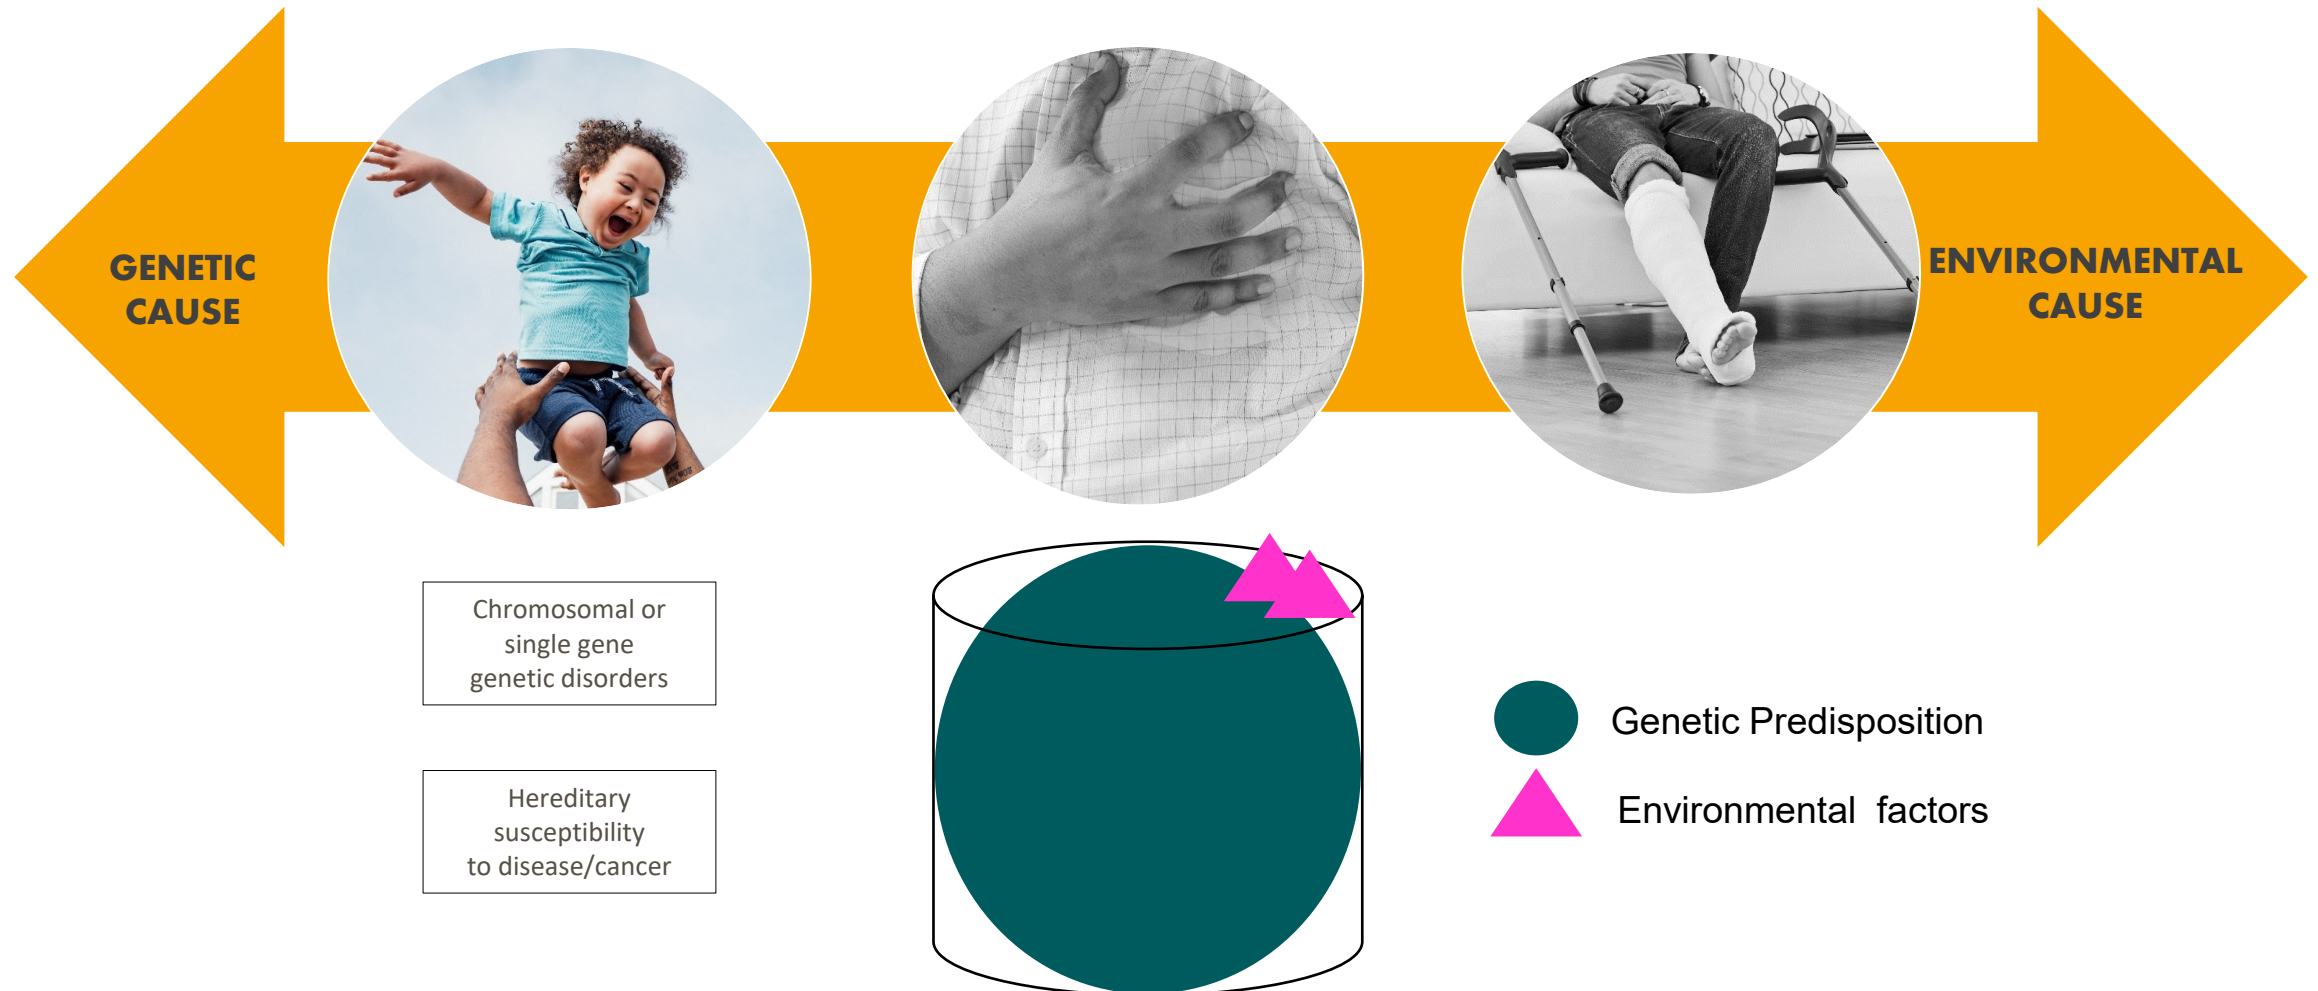 GENETIC
CAUSE
ENVIRONMENTAL
CAUSE
Chromosomal or
single gene
genetic disorders
Hereditary
susceptibility
to disease/cancer
Genetic Predisposition
Environmental factors